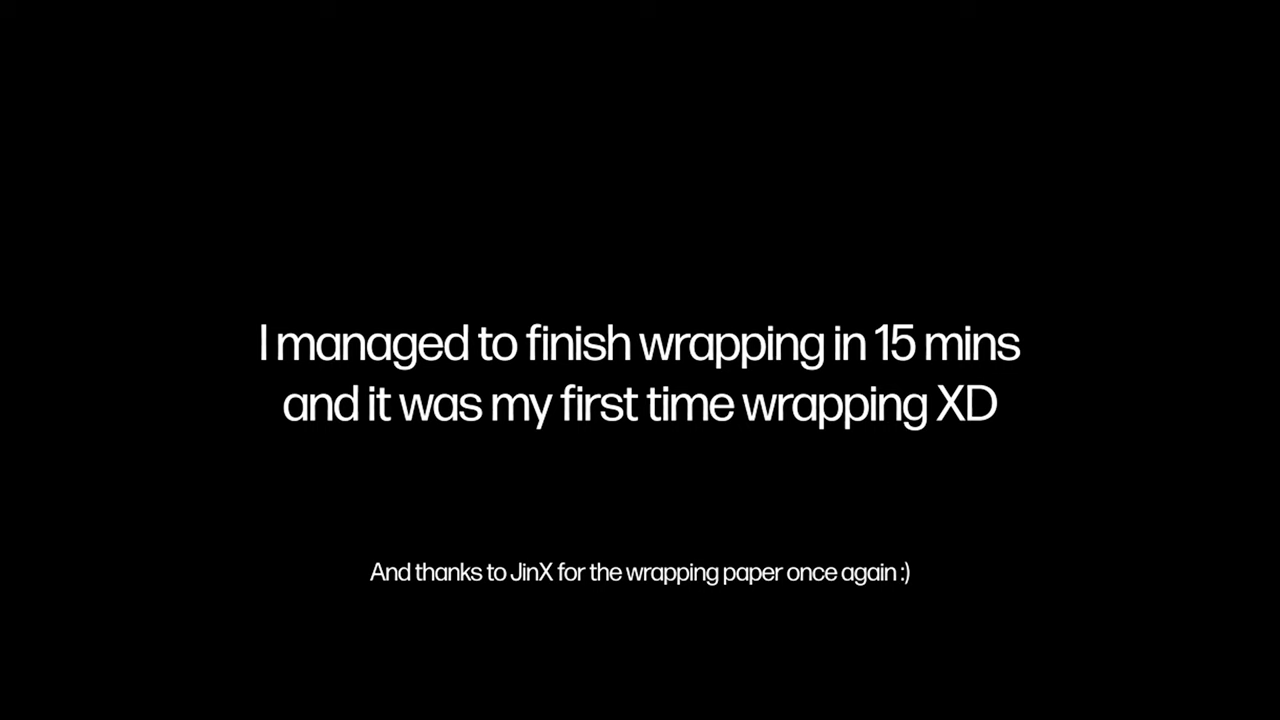 I managed to finish wrapping in 15 mins
and it was my first time wrapping XD
And thanks to JinX for the wrapping paper once again :)